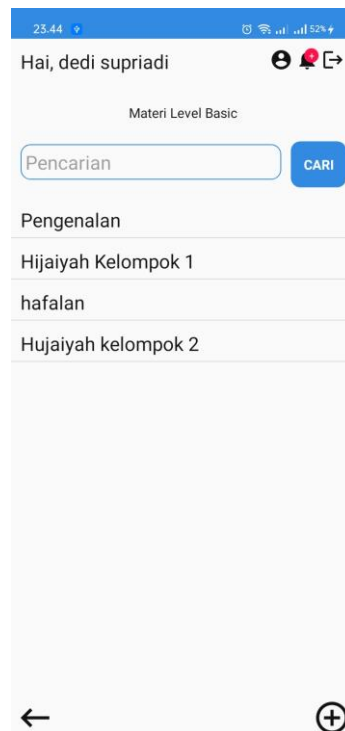 23.44 52%
Hai, dedi supriadi
Materi Level Basic
Pencarian CARI
Pengenalan
Hijaiyah Kelompok 1
hafalan
Hujaiyah kelompok 2